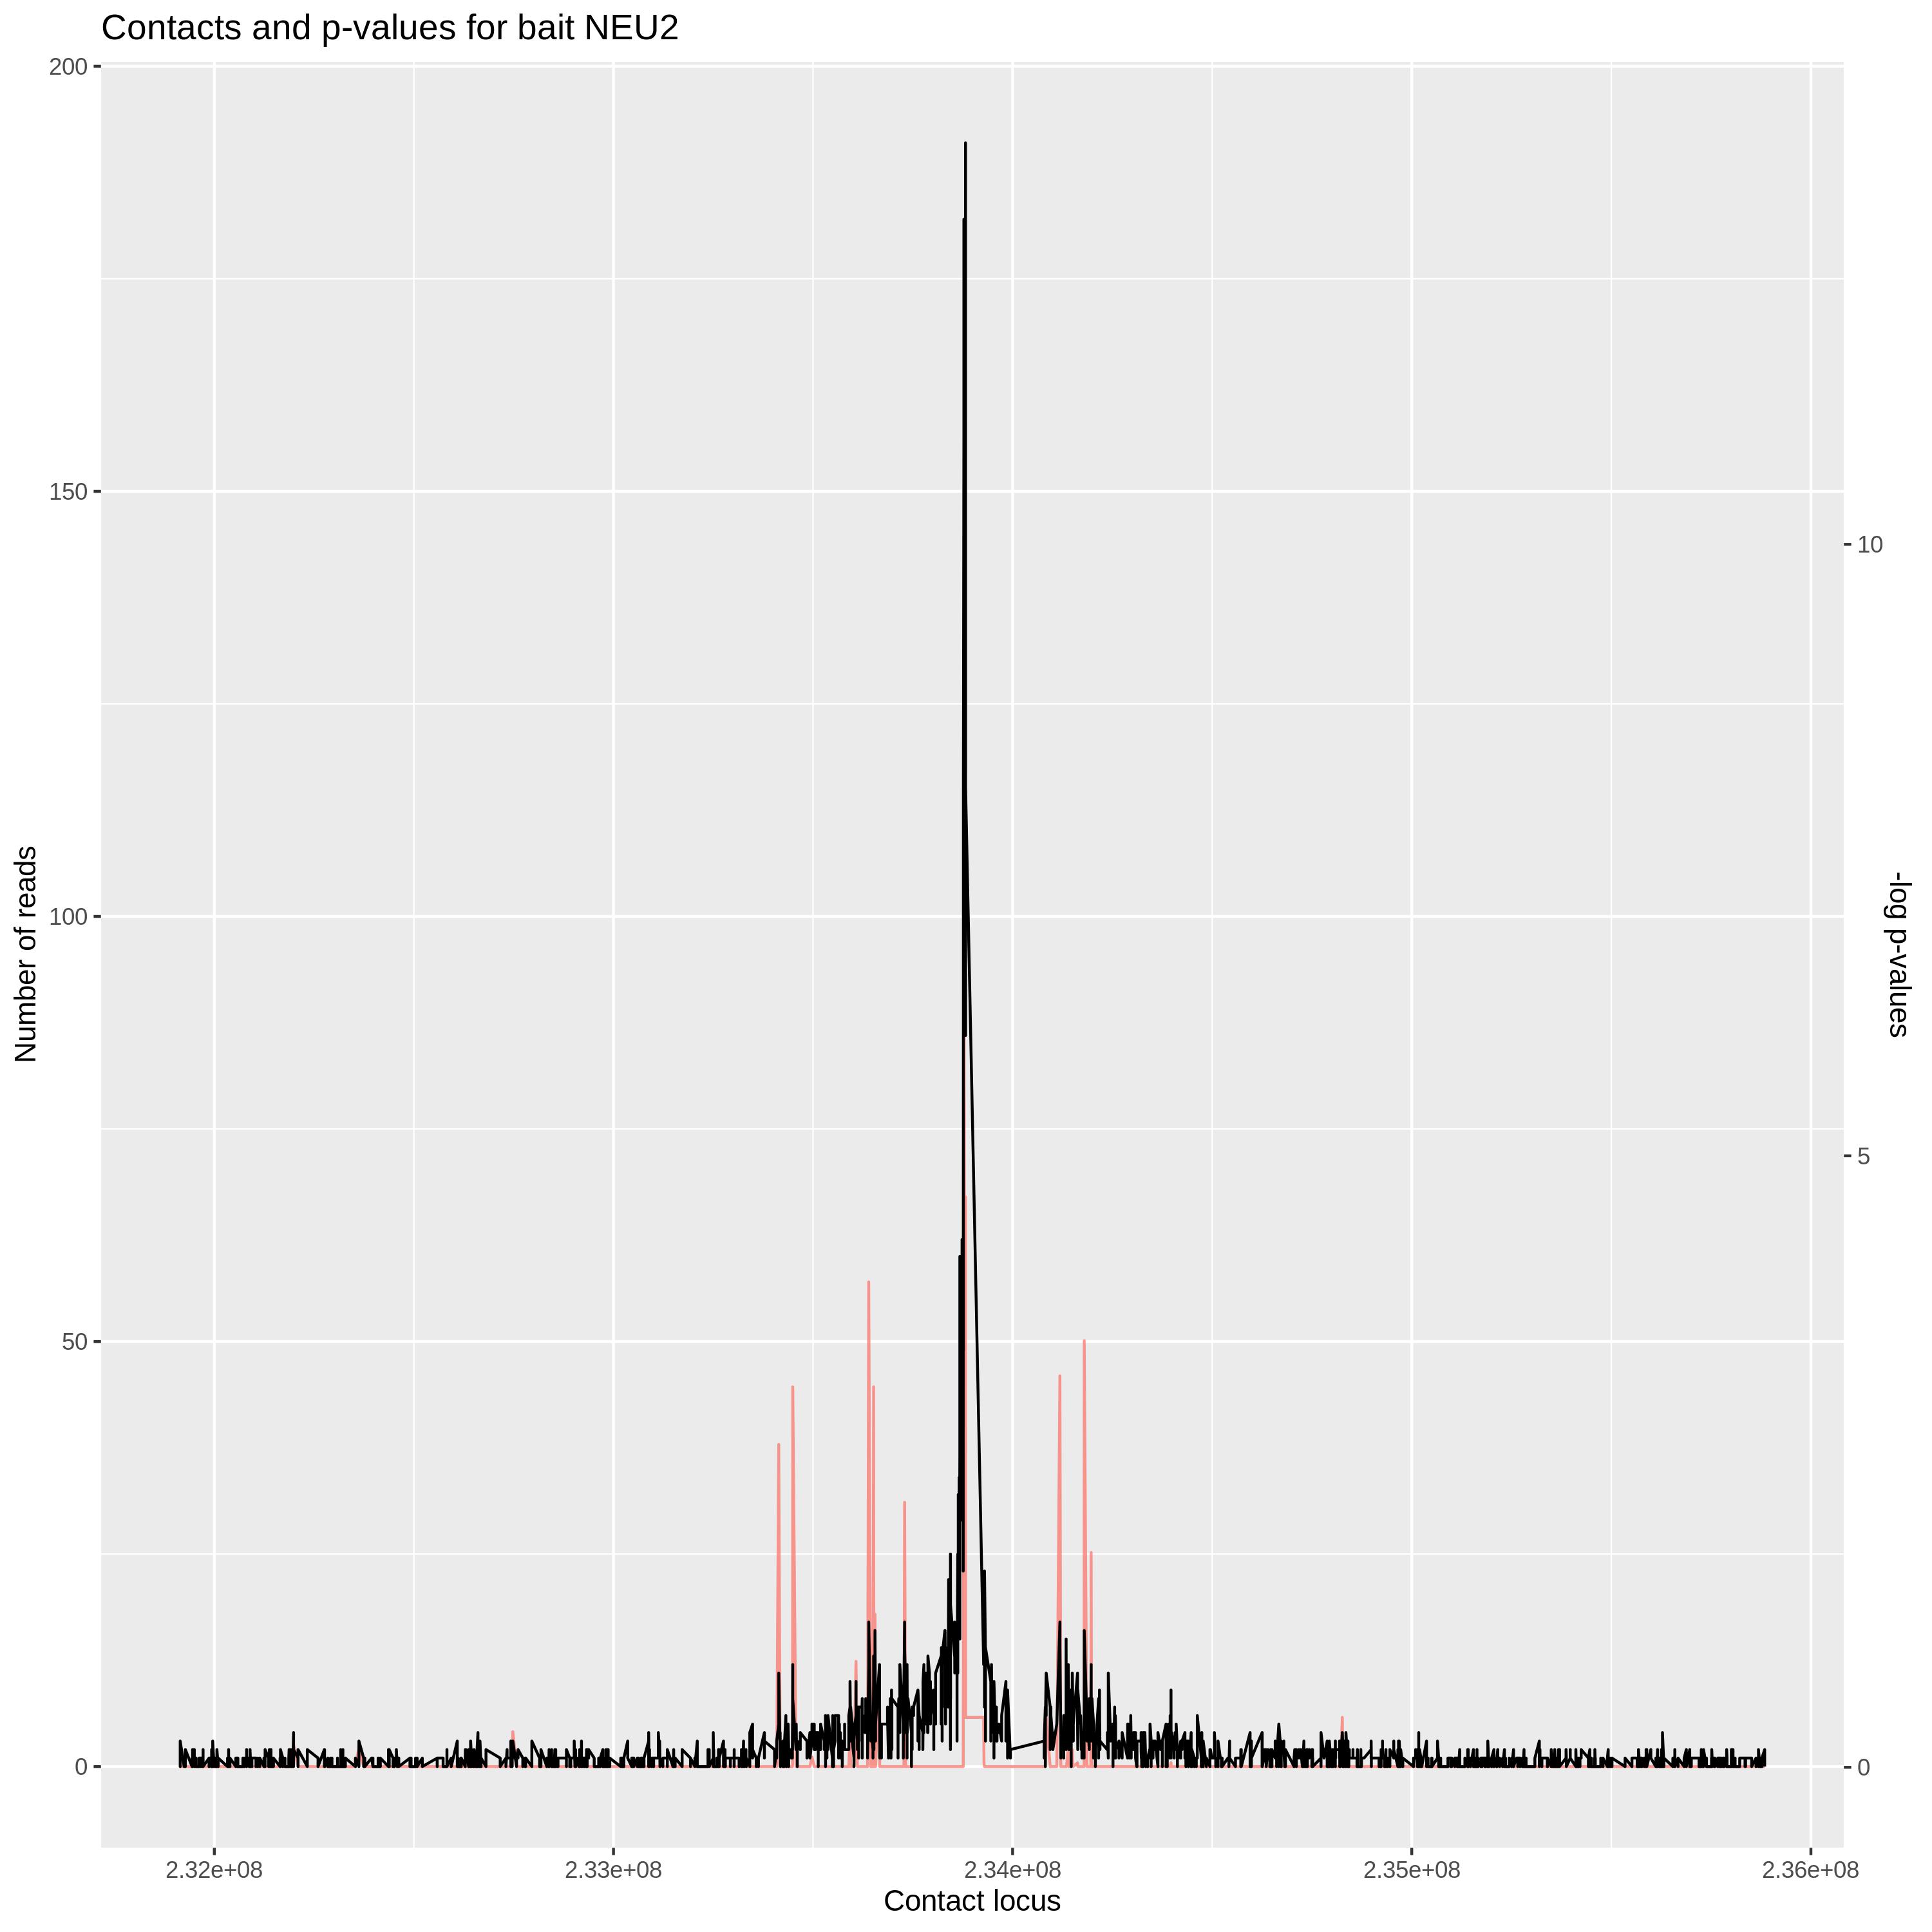 Contacts and p-values for bait NEU2
200
150
100
50
0
Number of reads
10
5
0
-log p-values
2.32e+08 2.33e+08 2.34e+08 2.35e+08 2.36e+08
Contact locus